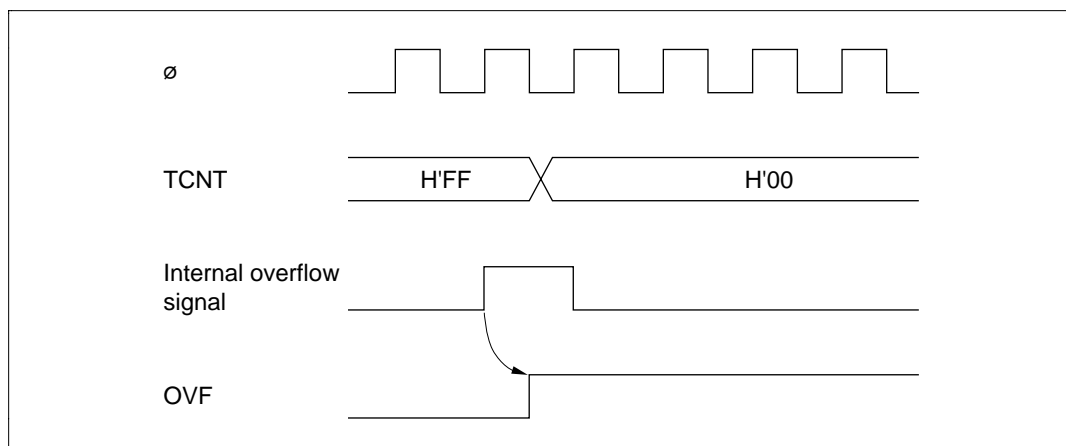 ø
TCNT
H'FF
H'00
Internal overflow
signal
OVF